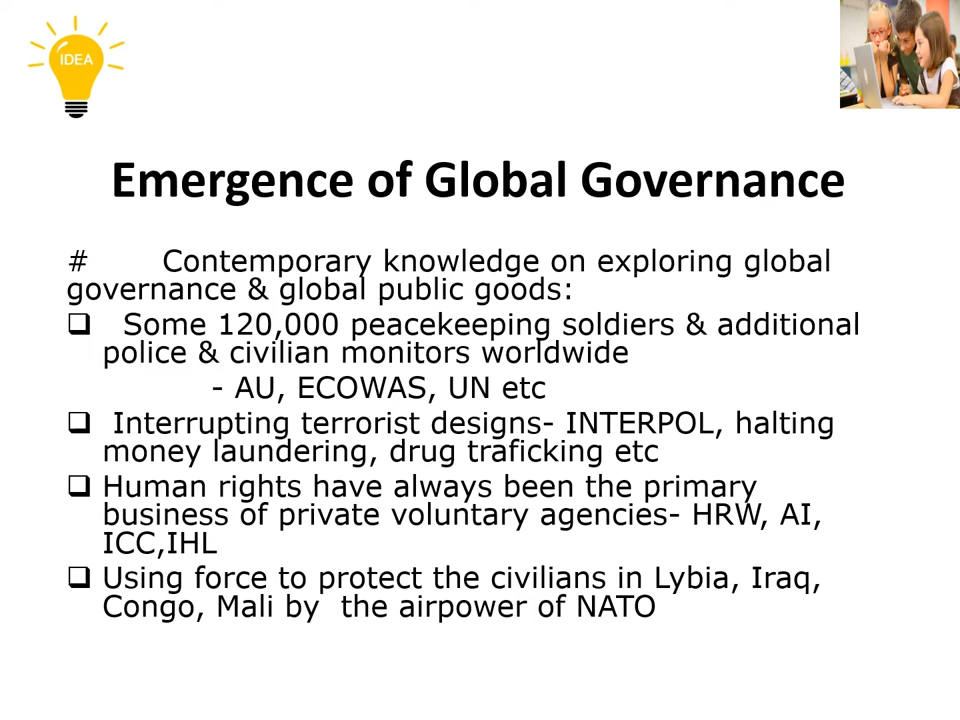 IDEA
Emergence of Global Governance
# Contemporary knowledge on exploring global
governance & global public goods:
❑ Some 120,000 peacekeeping soldiers & additional
police & civilian monitors worldwide
- AU, ECOWAS, UN etc
❑ Interrupting terrorist designs- INTERPOL, halting
money laundering, drug traficking etc
❑ Human rights have always been the primary
business of private voluntary agencies- HRW, AI,
ICC,IHL
❑ Using force to protect the civilians in Lybia, Iraq,
Congo, Mali by the airpower of NATO